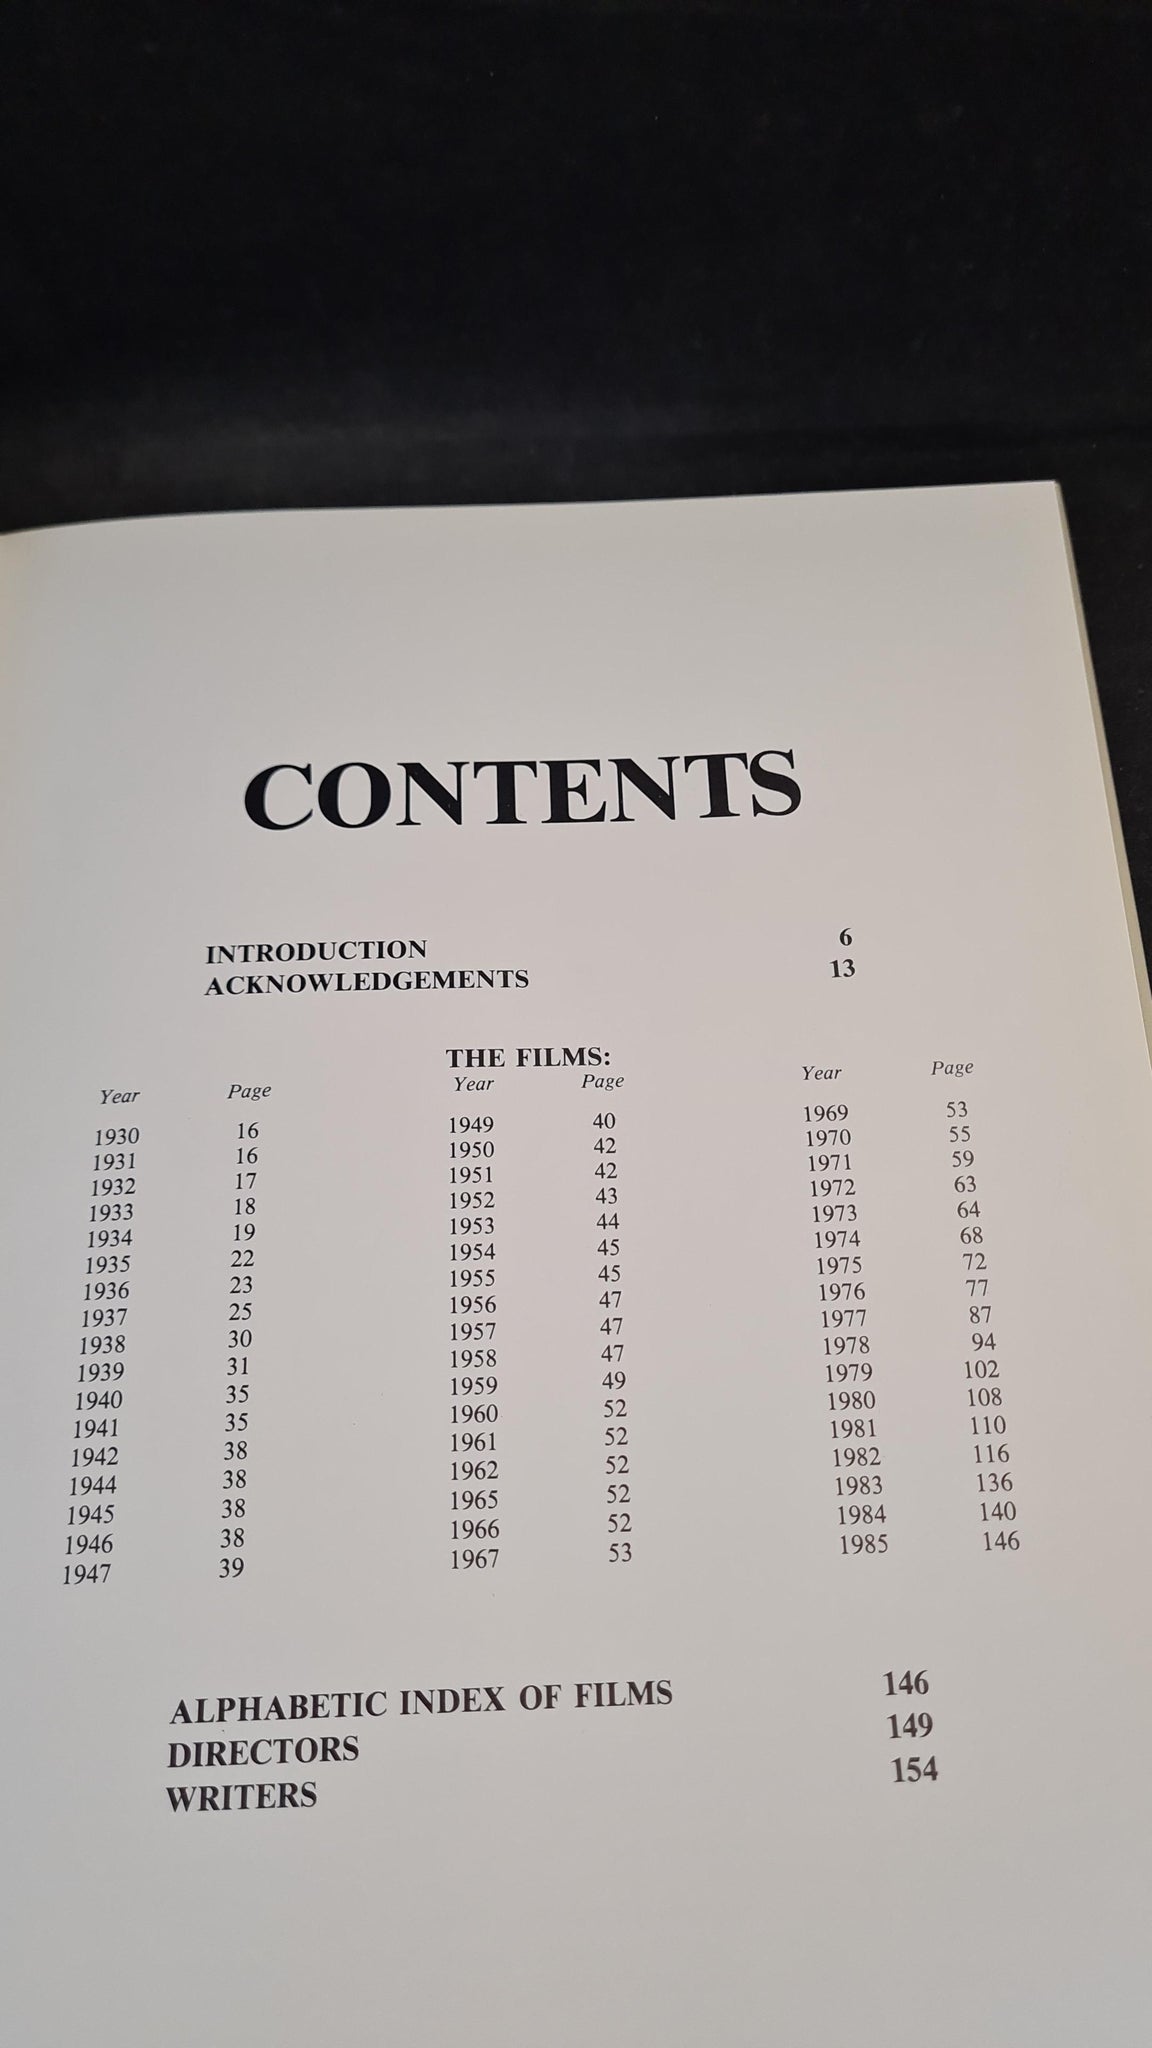 CONTENTS
INTRODUCTION 6
ACKNOWLEDGEMENTS 13
THE FILMS:
Year Page Year Page Year Page
1930 16 1949 40 1969 53
1931 16 1950 42 1970 55
1932 17 1951 42 1971 59
1933 18 1952 43 1972 63
1934 19 1953 44 1973 64
1935 22 1954 45 1974 68
1936 23 1955 45 1975 72
1937 25 1956 47 1976 77
1938 30 1957 47 1977 87
1939 31 1958 47 1978 94
1940 35 1959 49 1979 102
1941 35 1960 52 1980 108
1942 38 1961 52 1981 110
1944 38 1962 52 1982 116
1945 38 1965 52 1983 136
1946 38 1966 52 1984 140
1947 39 1967 53 1985 146
ALPHABETIC INDEX OF FILMS 146
DIRECTORS 149
WRITERS 154